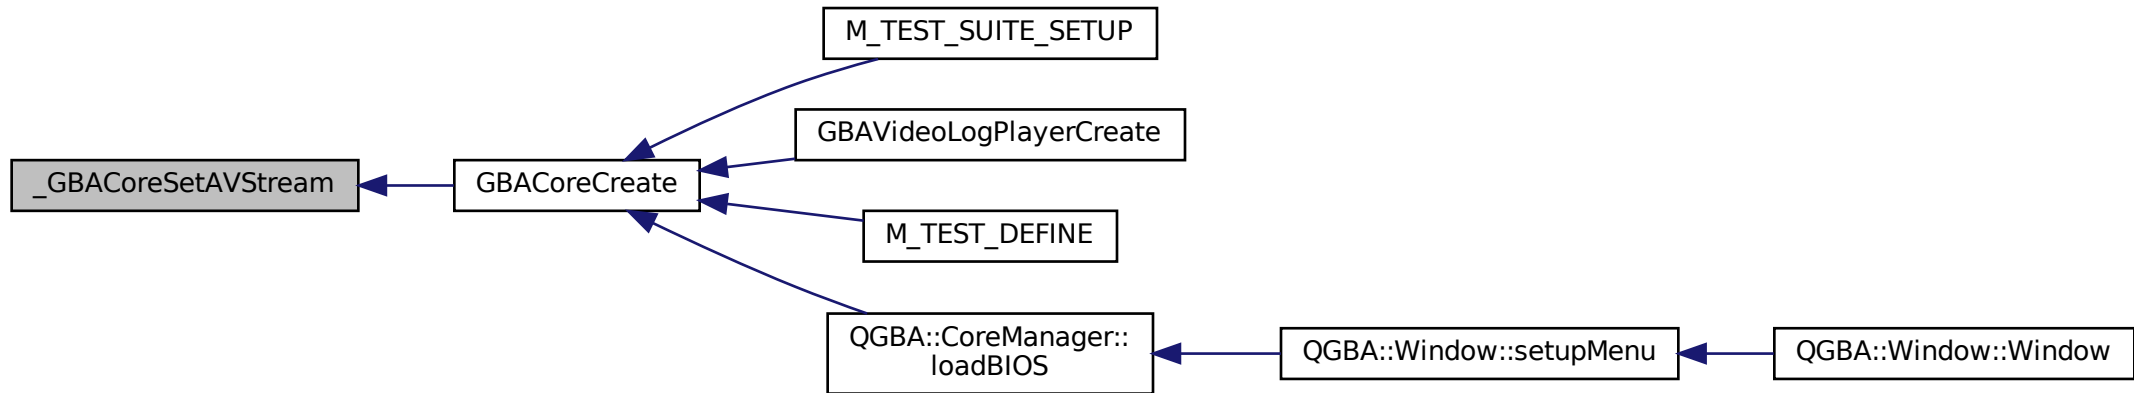 M_TEST_SUITE_SETUP
GBAVideoLogPlayerCreate
_GBACoreSetAVStream
GBACoreCreate
M_TEST_DEFINE
QGBA::CoreManager::
loadBIOS
QGBA::Window::setupMenu
QGBA::Window::Window